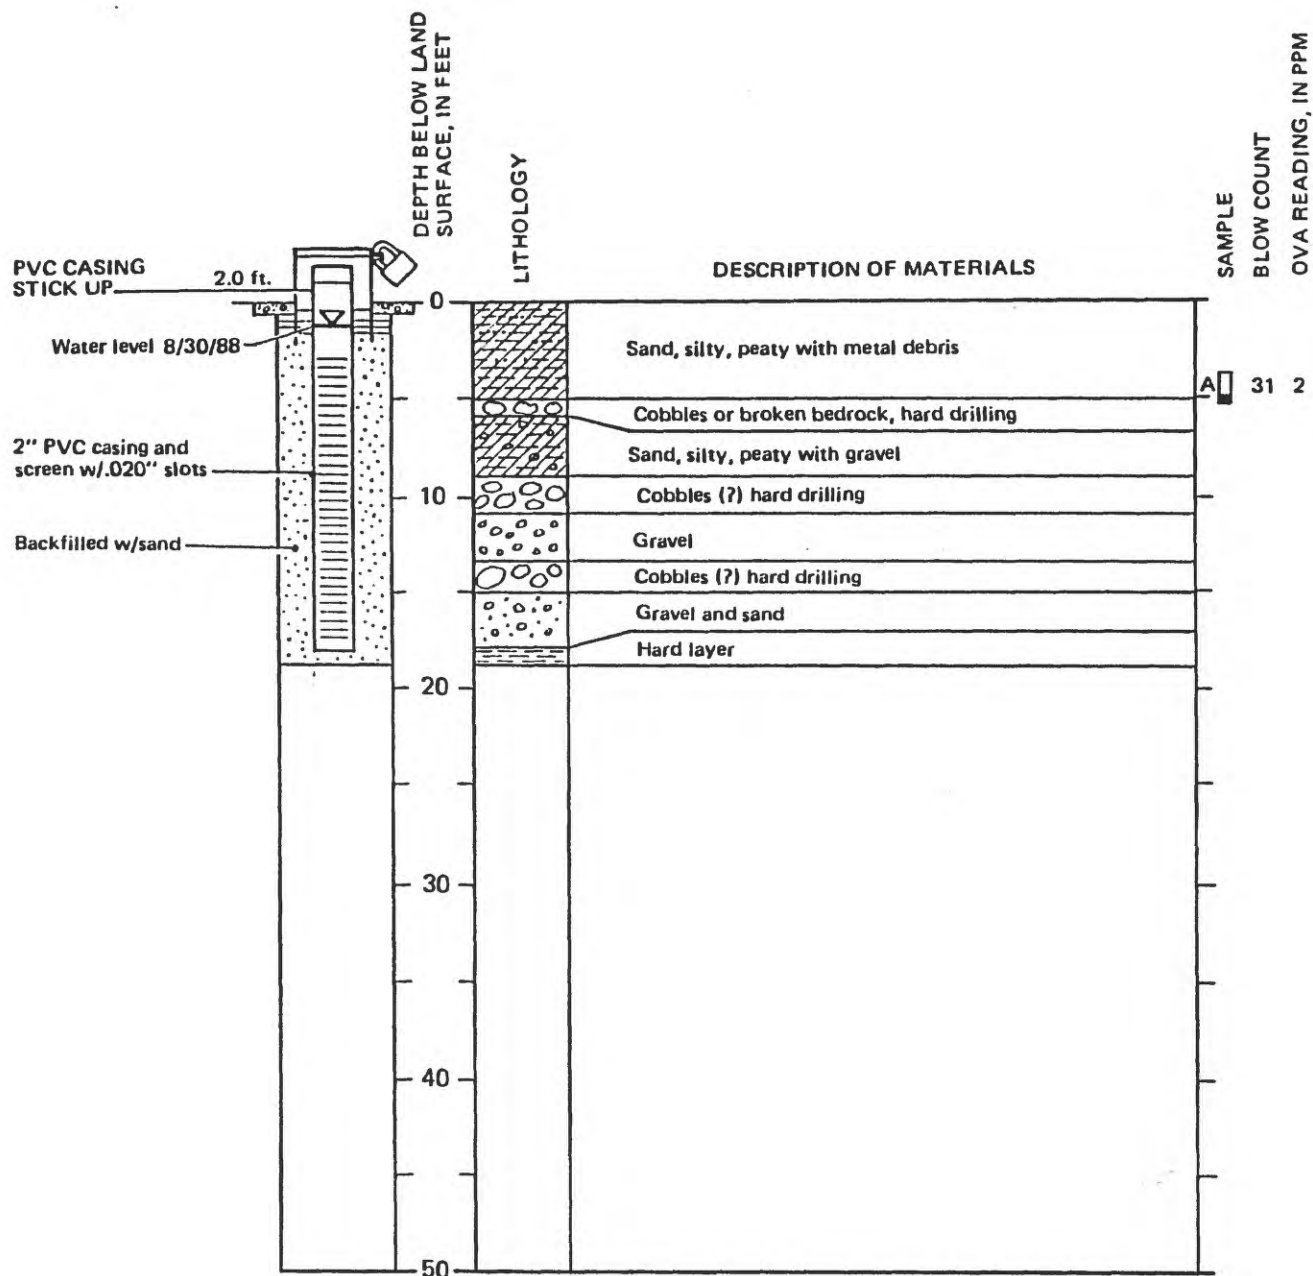 DEPTH BELOW LAND
SURFACE, IN FEET
LITHOLOGY
DESCRIPTION OF MATERIALS
SAMPLE
BLOW COUNT
OVA READING, IN PPM
PVC CASING
STICK UP
2.0 ft.
Water level 8/30/88
2" PVC casing and
screen w/.020" slots
Backfilled w/sand
0
10
20
30
40
50
Sand, silty, peaty with metal debris
A 31 2
Cobbles or broken bedrock, hard drilling
Sand, silty, peaty with gravel
Cobbles (?) hard drilling
Gravel
Cobbles (?) hard drilling
Gravel and sand
Hard layer